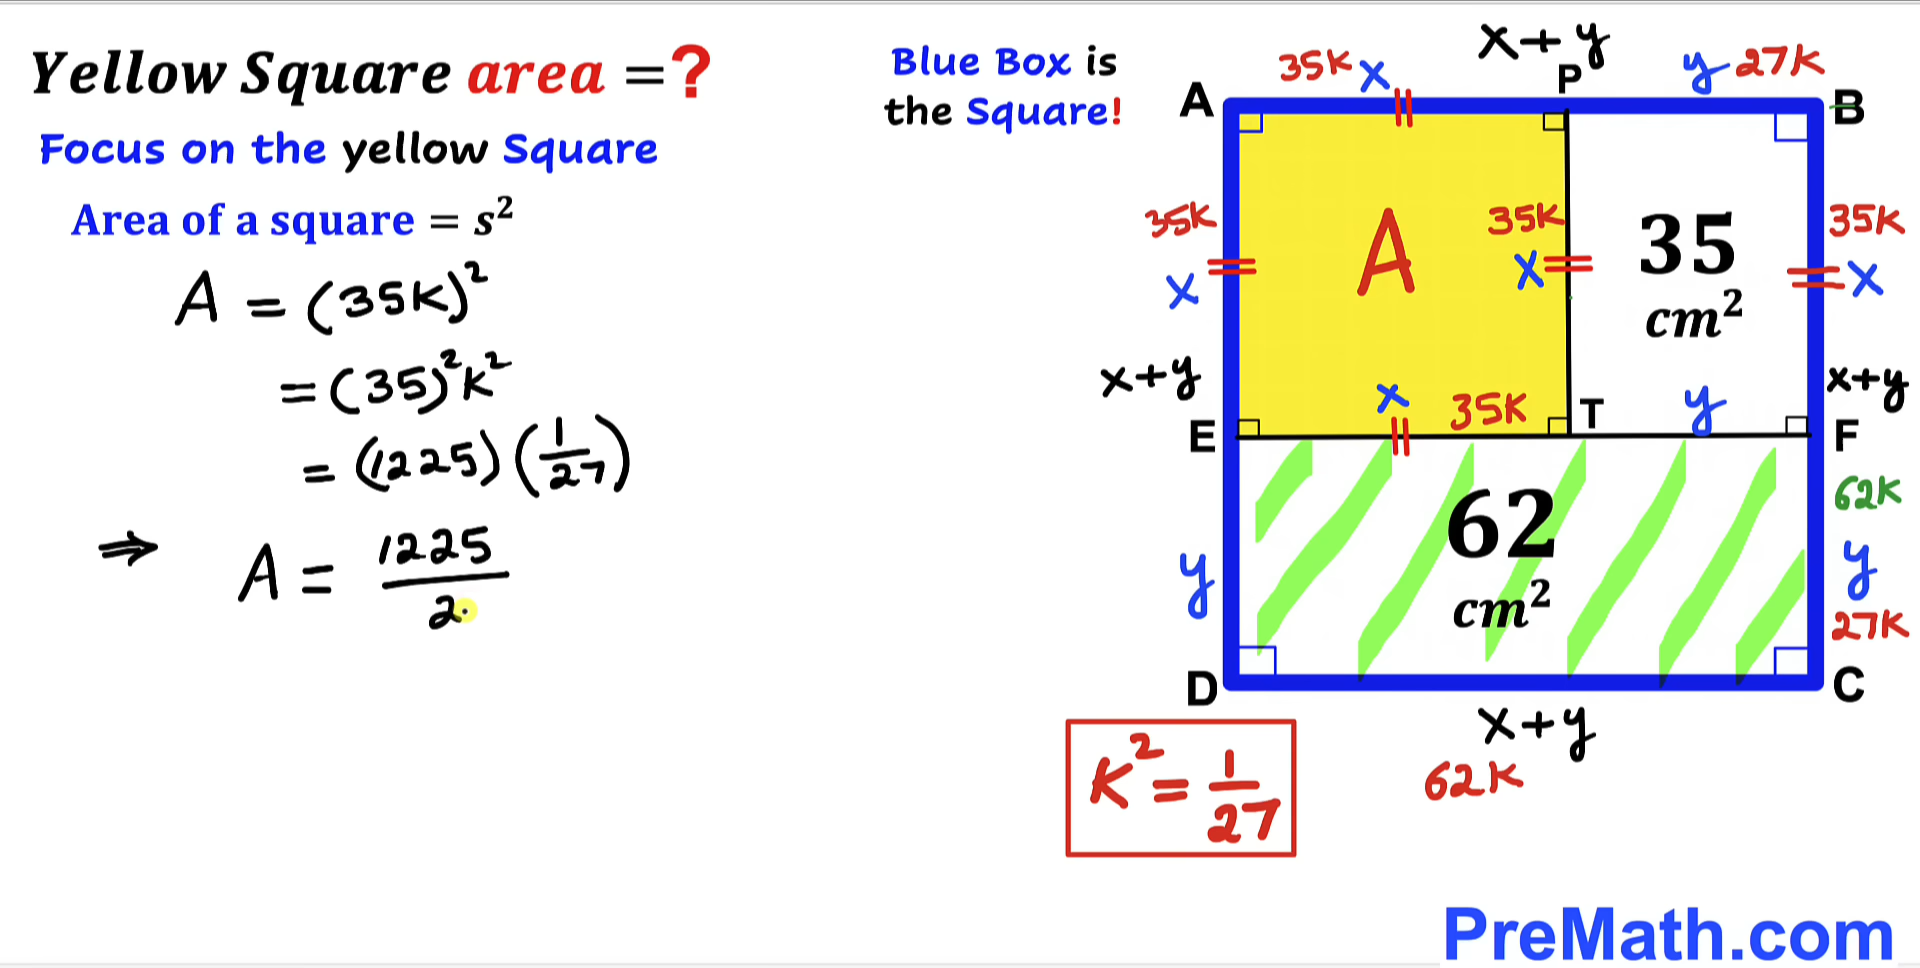 Yellow Square area =?
Focus on the yellow Square
Area of a square = s²
A = (35K)²
= (35)²K²
= (1225)(1/27)
⇒ A = 1225/2
Blue Box is
the Square!
x+y
35K x P y 27K
A B
35K A 35K 35 35K
x x cm² x
x+y x+y
x 35K T y
E F
62 62K
y cm² y
27K
D C
x+y
62K
K² = 1/27
PreMath.com